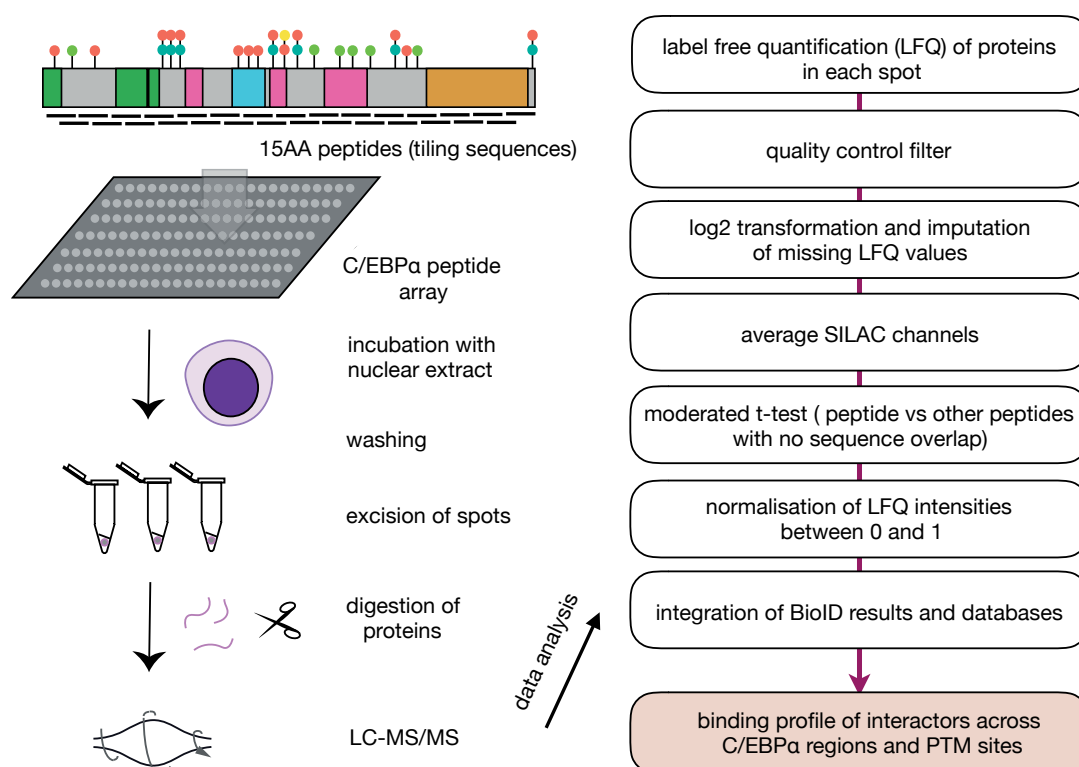 15AA peptides (tiling sequences)
C/EBPα peptide
array
incubation with
nuclear extract
washing
excision of spots
digestion of
proteins
LC-MS/MS
data analysis
label free quantification (LFQ) of proteins
in each spot
quality control filter
log2 transformation and imputation
of missing LFQ values
average SILAC channels
moderated t-test ( peptide vs other peptides
with no sequence overlap)
normalisation of LFQ intensities
between 0 and 1
integration of BioID results and databases
binding profile of interactors across
C/EBPα regions and PTM sites